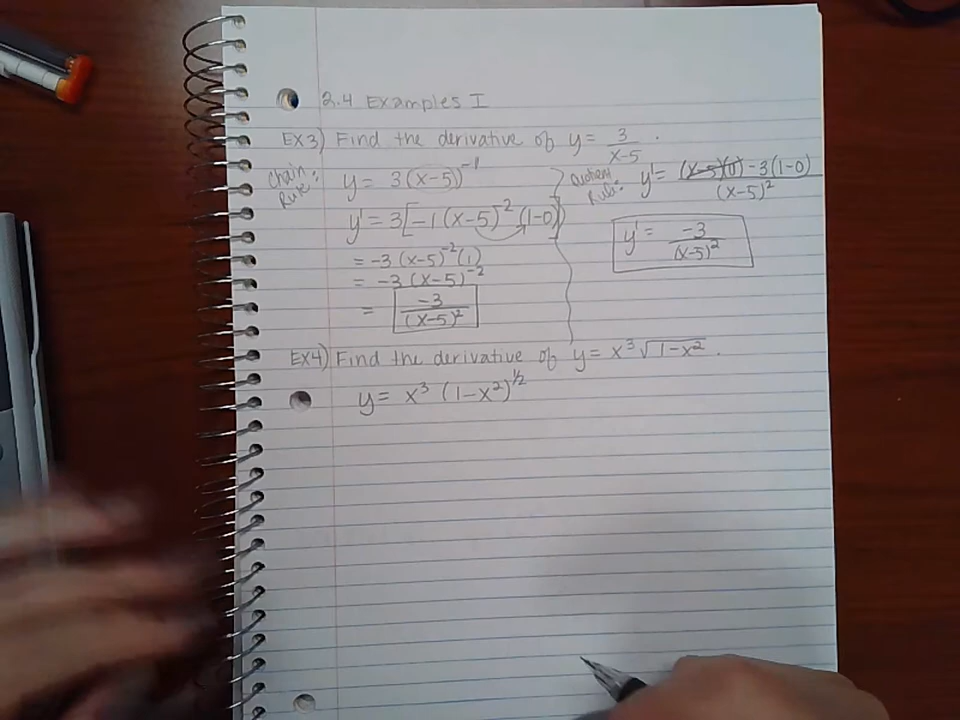 2.4 Examples I
EX3) Find the derivative of y = 3/(x-5).
Chain Rule: y = 3(x-5)^-1
y' = 3[-1(x-5)^-2 (1-0)]
= -3(x-5)^-2 (1)
= -3(x-5)^-2
= -3/(x-5)^2
Quotient Rule: y' = ((x-5)(0) - 3(1-0))/(x-5)^2
y' = -3/(x-5)^2
EX4) Find the derivative of y = x^3 √(1-x^2).
y = x^3 (1-x^2)^1/2